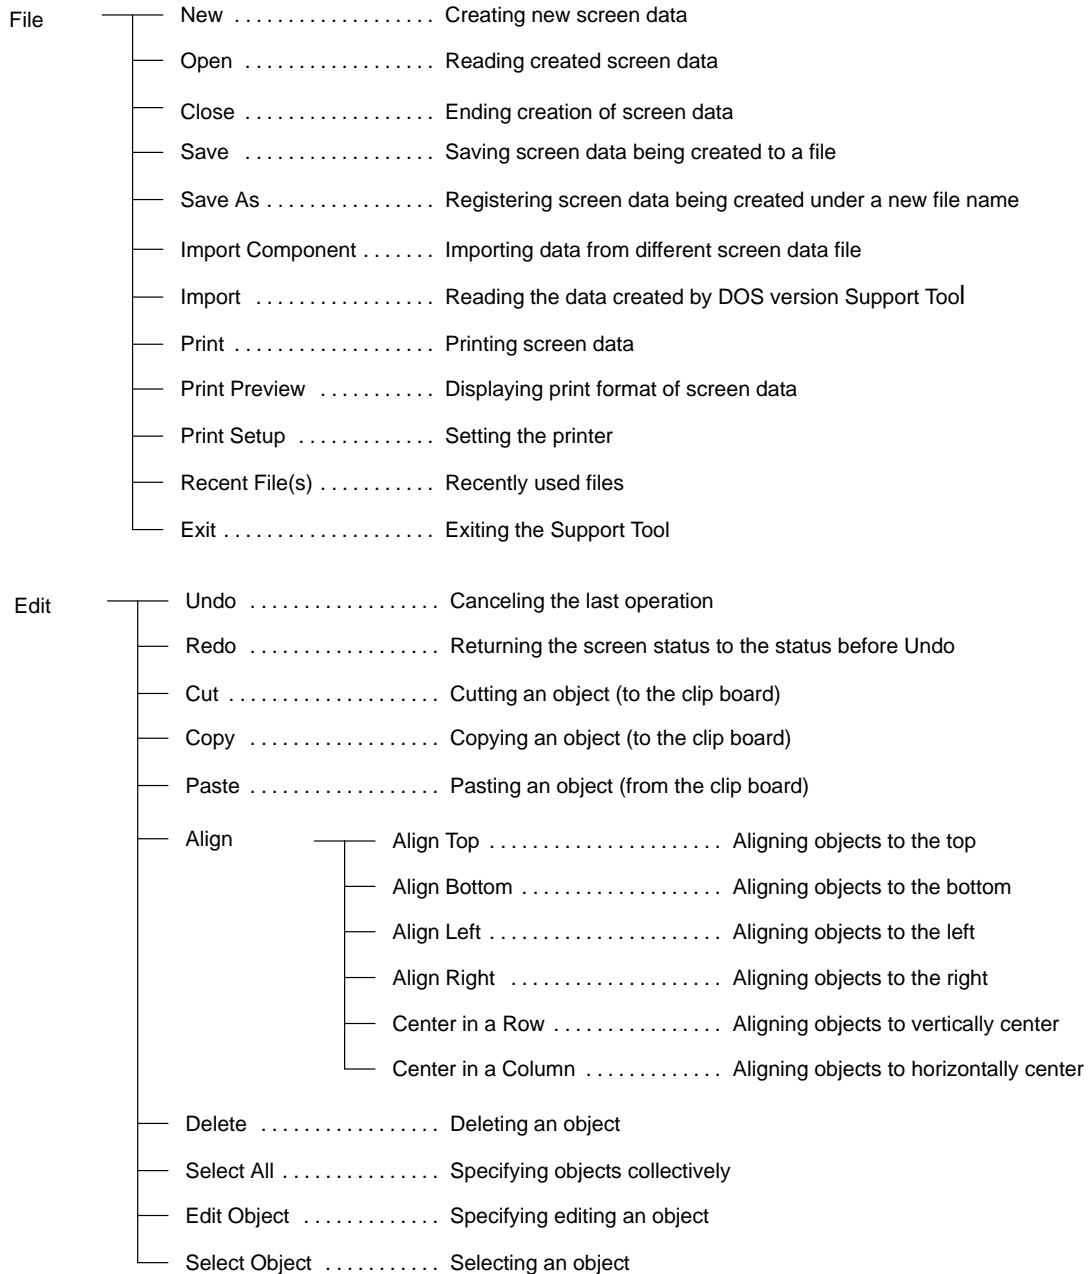 File New . . . . . . . . . . . . . . . . . . . Creating new screen data
Open . . . . . . . . . . . . . . . . . . Reading created screen data
Close . . . . . . . . . . . . . . . . . . Ending creation of screen data
Save . . . . . . . . . . . . . . . . . . Saving screen data being created to a file
Save As . . . . . . . . . . . . . . . . Registering screen data being created under a new file name
Import Component . . . . . . . Importing data from different screen data file
Import . . . . . . . . . . . . . . . . . Reading the data created by DOS version Support Tool
Print . . . . . . . . . . . . . . . . . . . Printing screen data
Print Preview . . . . . . . . . . . Displaying print format of screen data
Print Setup . . . . . . . . . . . . . Setting the printer
Recent File(s) . . . . . . . . . . . Recently used files
Exit . . . . . . . . . . . . . . . . . . . . Exiting the Support Tool
Edit Undo . . . . . . . . . . . . . . . . . . Canceling the last operation
Redo . . . . . . . . . . . . . . . . . . Returning the screen status to the status before Undo
Cut . . . . . . . . . . . . . . . . . . . . Cutting an object (to the clip board)
Copy . . . . . . . . . . . . . . . . . . Copying an object (to the clip board)
Paste . . . . . . . . . . . . . . . . . . Pasting an object (from the clip board)
Align Align Top . . . . . . . . . . . . . . . . . . . . . . Aligning objects to the top
Align Bottom . . . . . . . . . . . . . . . . . . . Aligning objects to the bottom
Align Left . . . . . . . . . . . . . . . . . . . . . . Aligning objects to the left
Align Right . . . . . . . . . . . . . . . . . . . . Aligning objects to the right
Center in a Row . . . . . . . . . . . . . . . . Aligning objects to vertically center
Center in a Column . . . . . . . . . . . . . Aligning objects to horizontally center
Delete . . . . . . . . . . . . . . . . . Deleting an object
Select All . . . . . . . . . . . . . . . Specifying objects collectively
Edit Object . . . . . . . . . . . . . Specifying editing an object
Select Object . . . . . . . . . . . Selecting an object